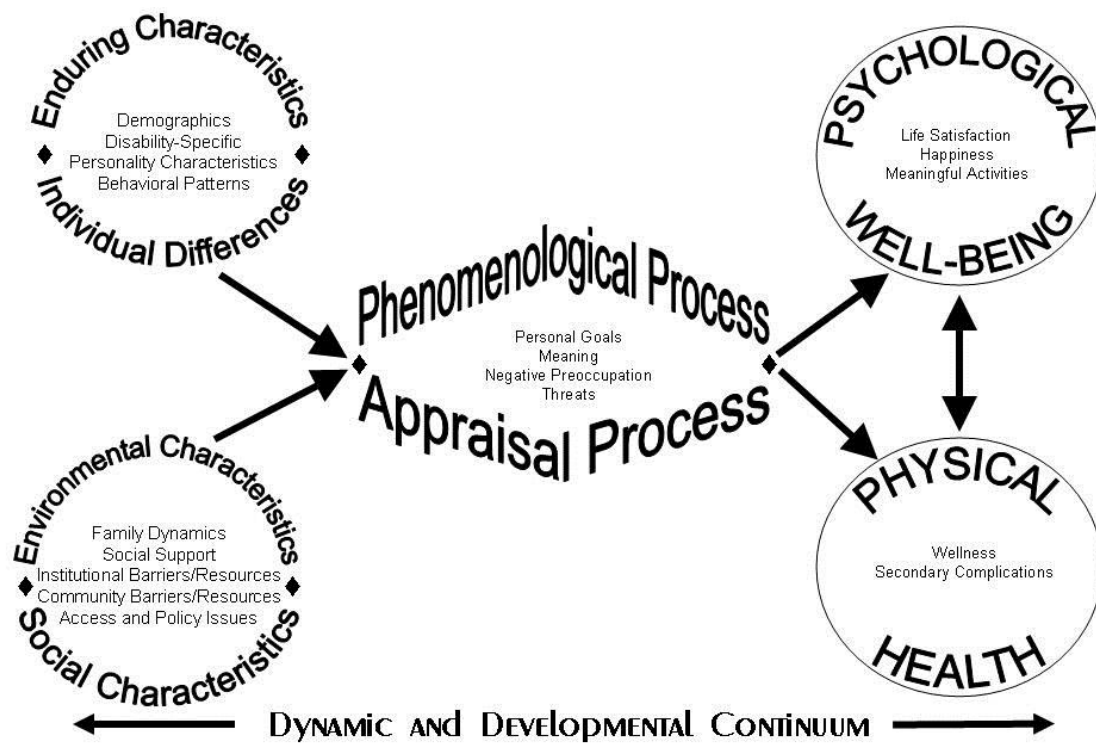 Enduring Characteristics
Demographics
Disability-Specific
Personality Characteristics
Behavioral Patterns
Individual Differences
Environmental Characteristics
Family Dynamics
Social Support
Institutional Barriers/Resources
Community Barriers/Resources
Access and Policy Issues
Social Characteristics
Phenomenological Process
Personal Goals
Meaning
Negative Preoccupation
Threats
Appraisal Process
PSYCHOLOGICAL
Life Satisfaction
Happiness
Meaningful Activities
WELL-BEING
PHYSICAL
Wellness
Secondary Complications
HEALTH
Dynamic and Developmental Continuum